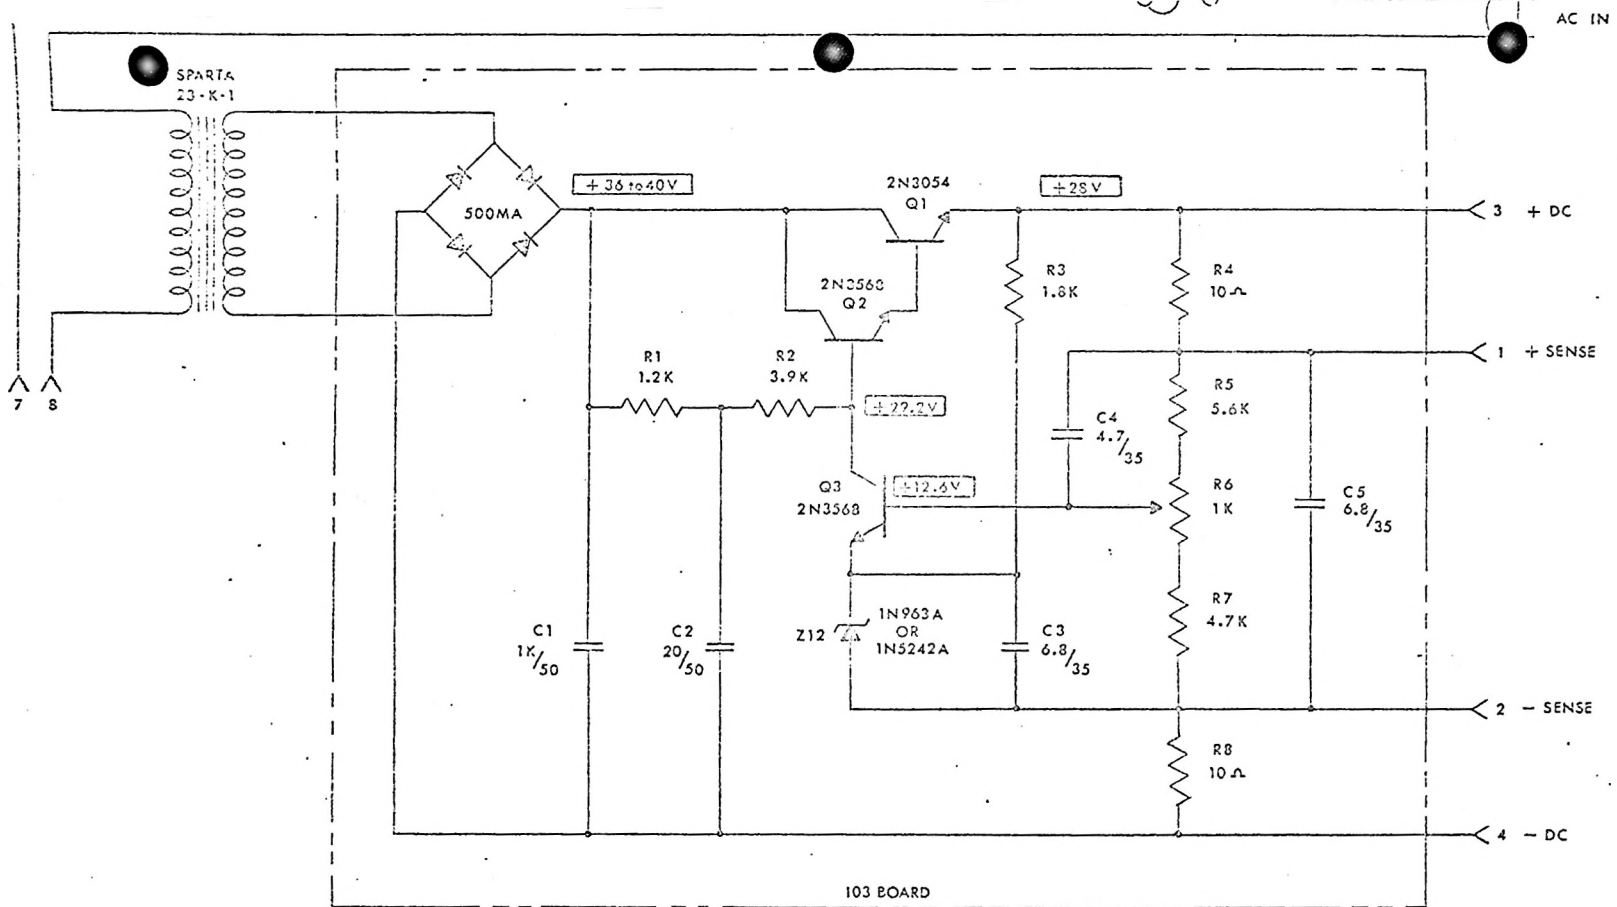 AC IN
SPARTA
23-K-1
500MA
+36 to 40V
2N3054
Q1
+28V
3 + DC
2N3568
Q2
R3
1.8K
R4
10Ω
1 + SENSE
R1
1.2K
R2
3.9K
7 8
R5
5.6K
C4
4.7/35
Q3
2N3568
+12.6V
R6
1K
C5
6.8/35
Z12
1N963A
OR
1N5242A
R7
4.7K
C1
1K/50
C2
20/50
C3
6.8/35
2 - SENSE
R8
10Ω
4 - DC
103 BOARD